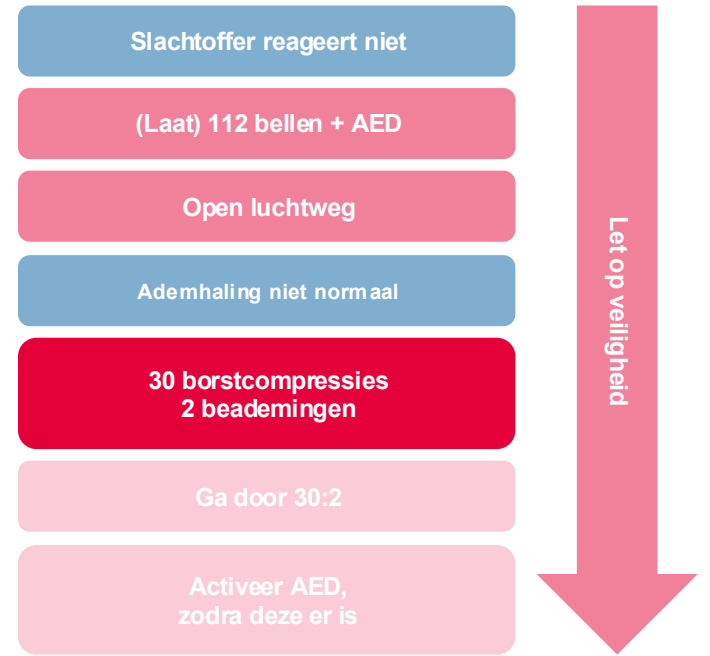 Slachtoffer reageert niet
(Laat) 112 bellen + AED
Open luchtweg
Ademhaling niet normaal
30 borstcompressies
2 beademingen
Ga door 30:2
Activeer AED,
zodra deze er is
Let op veiligheid